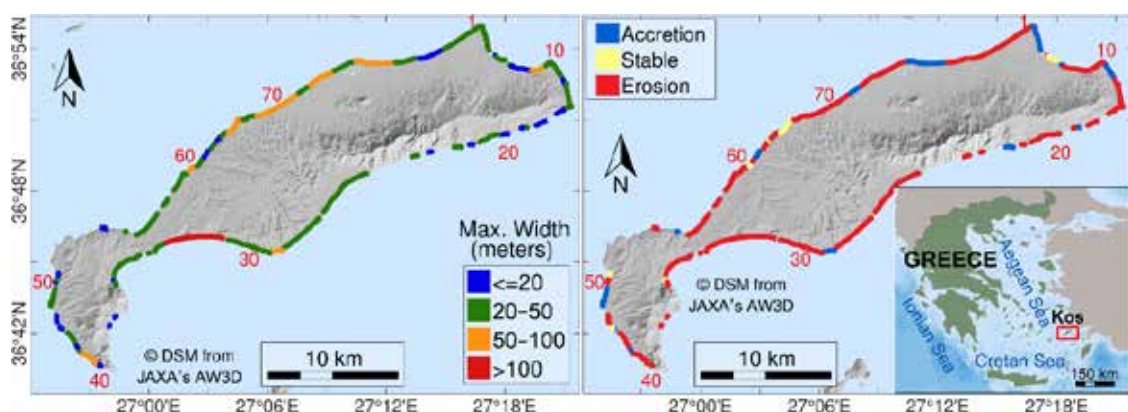 36°54'N
36°48'N
36°42'N
1
10
20
30
40
50
60
70
N
Max. Width
(meters)
<=20
20-50
50-100
>100
© DSM from
JAXA's AW3D
10 km
27°00'E
27°06'E
27°12'E
27°18'E
Accretion
Stable
Erosion
1
10
20
30
40
50
60
70
N
© DSM from
JAXA's AW3D
10 km
GREECE
Aegean Sea
Ionian Sea
Kos
Cretan Sea
150 km
27°00'E
27°06'E
27°12'E
27°18'E